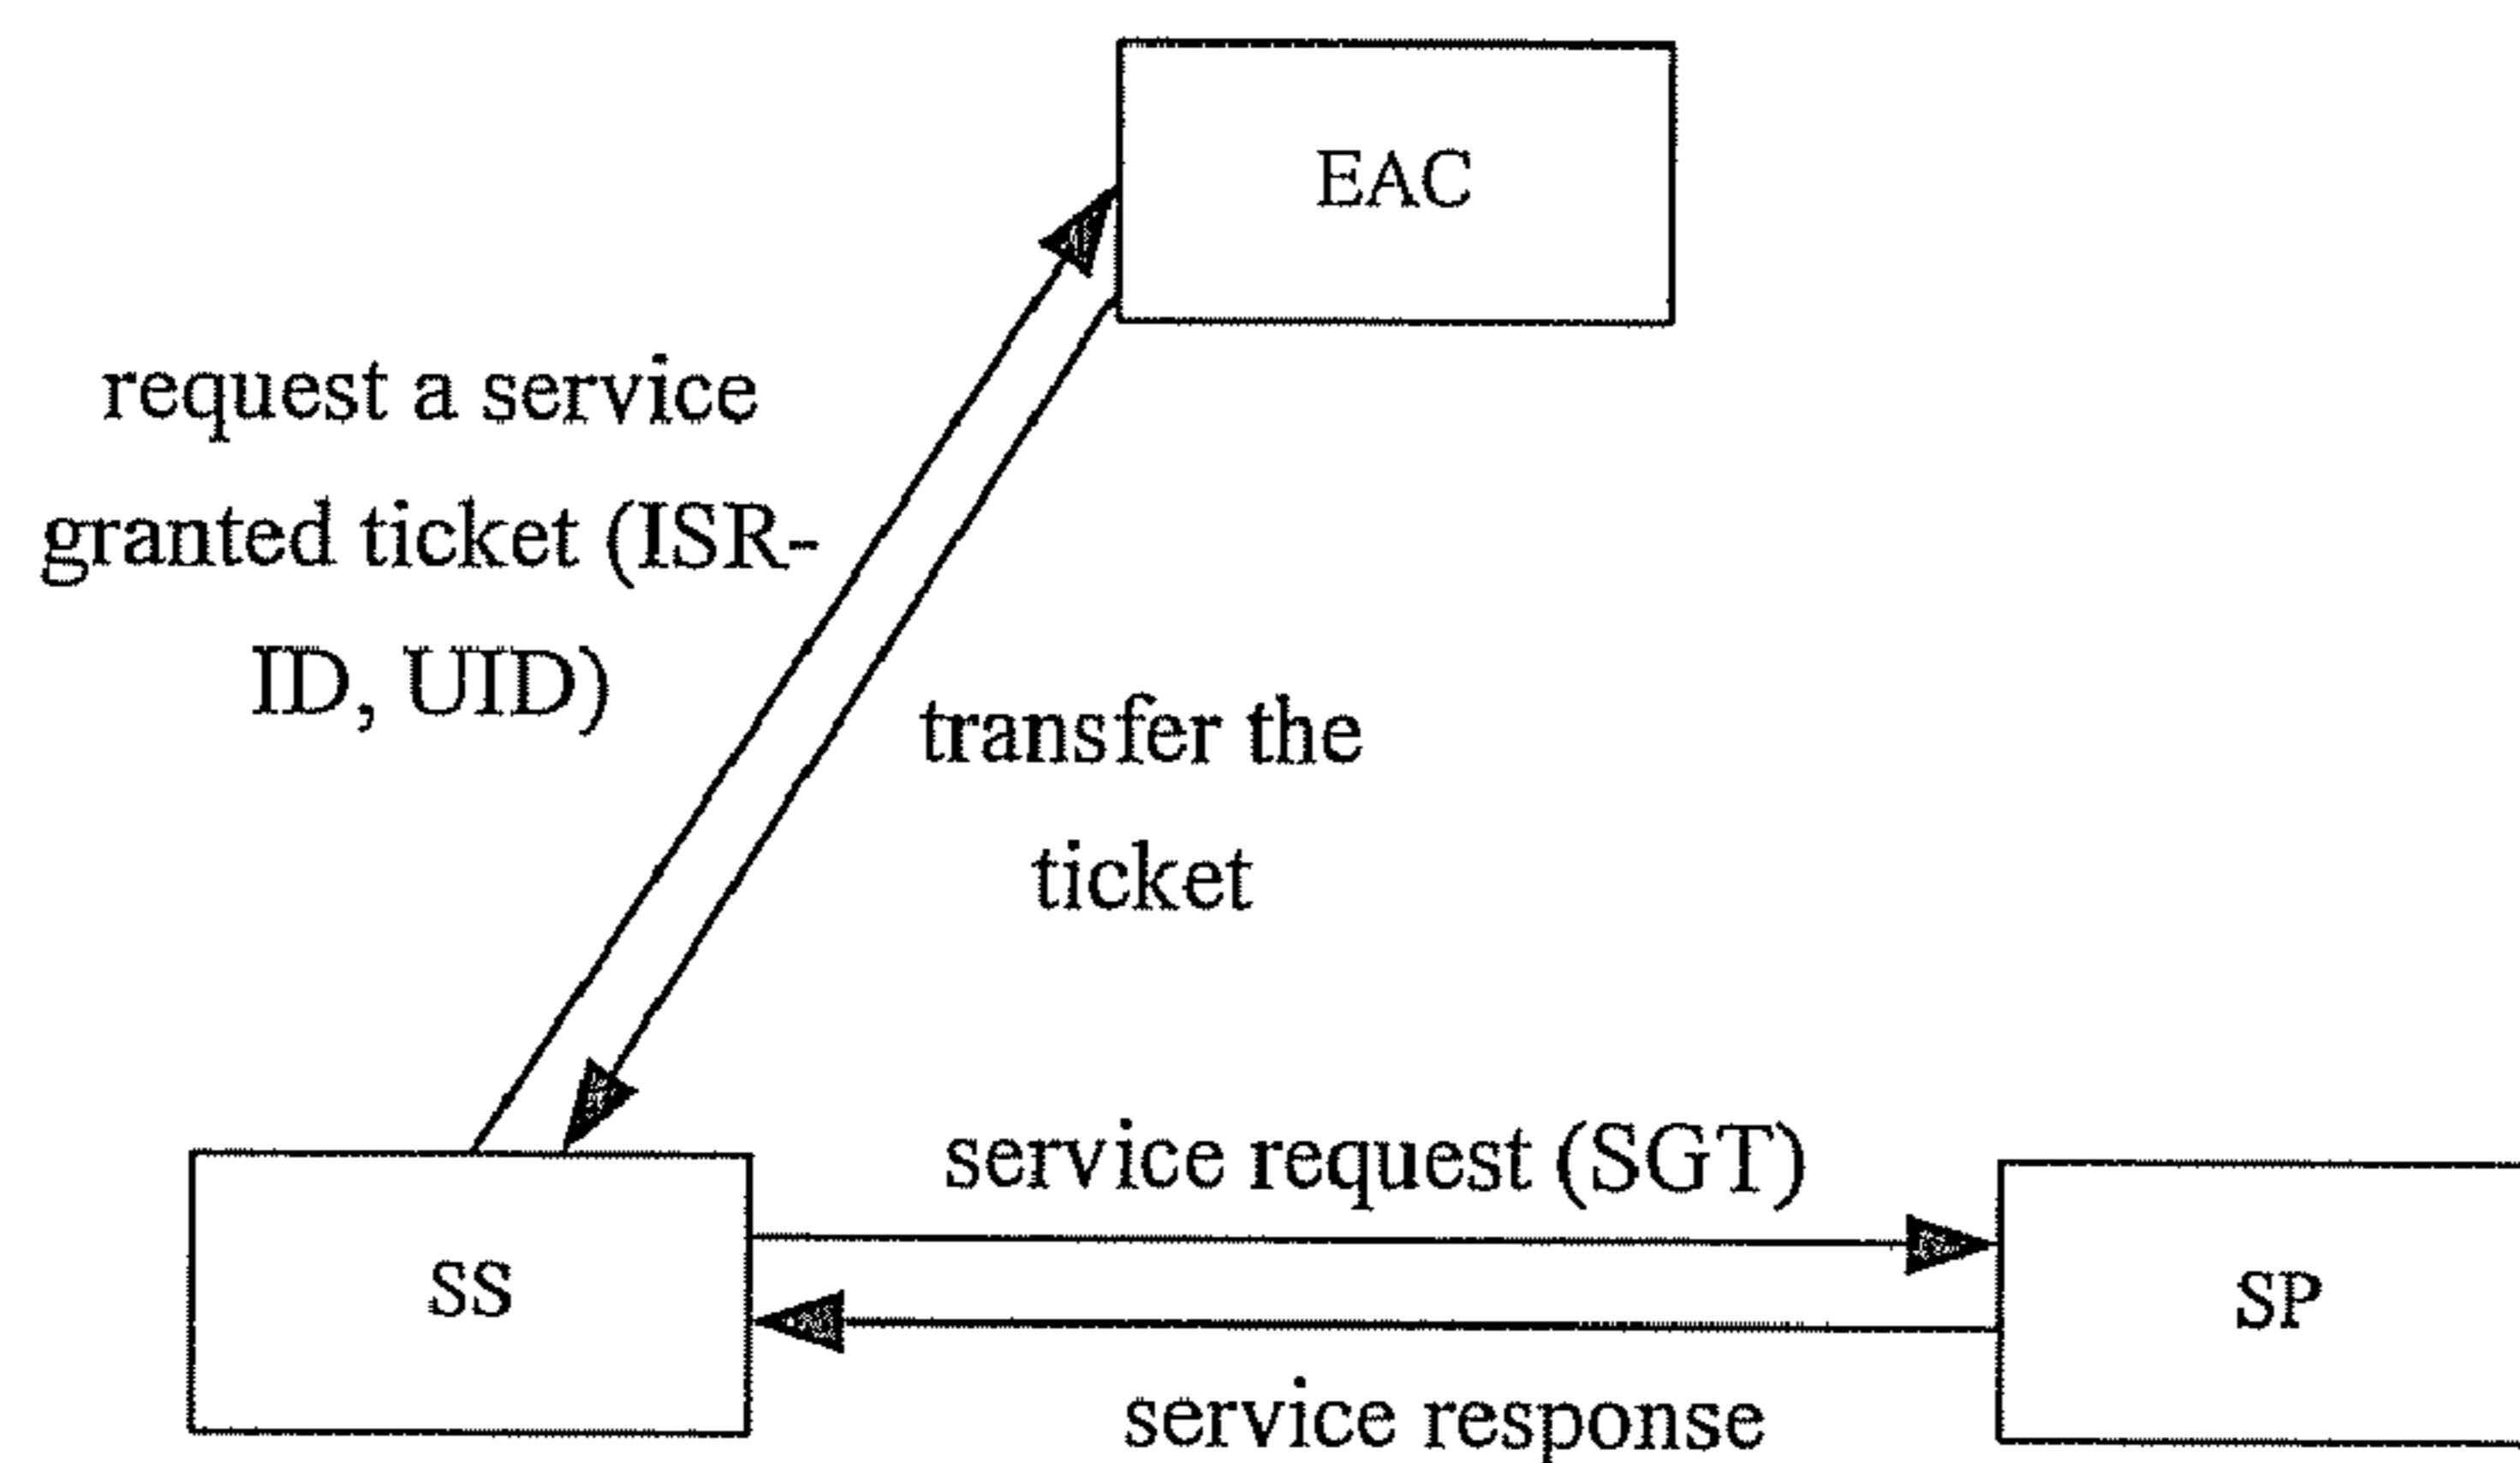 EAC
request a service
granted ticket (ISR-
ID, UID)
transfer the
ticket
service request (SGT)
SS
SP
service response